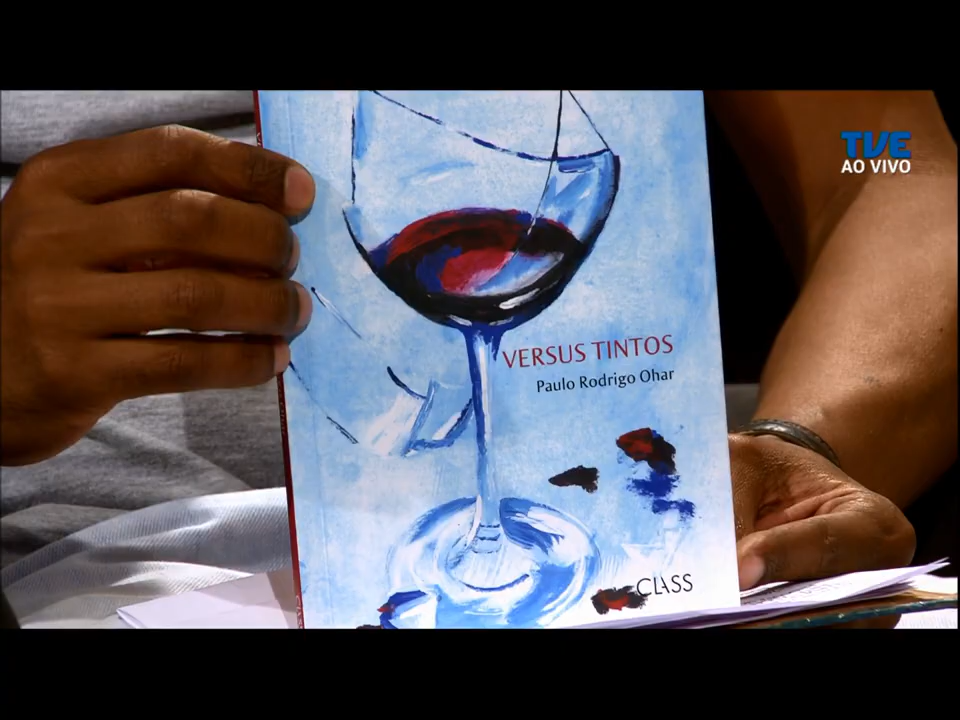 TVE
AO VIVO
VERSUS TINTOS
Paulo Rodrigo Ohar
CLASS